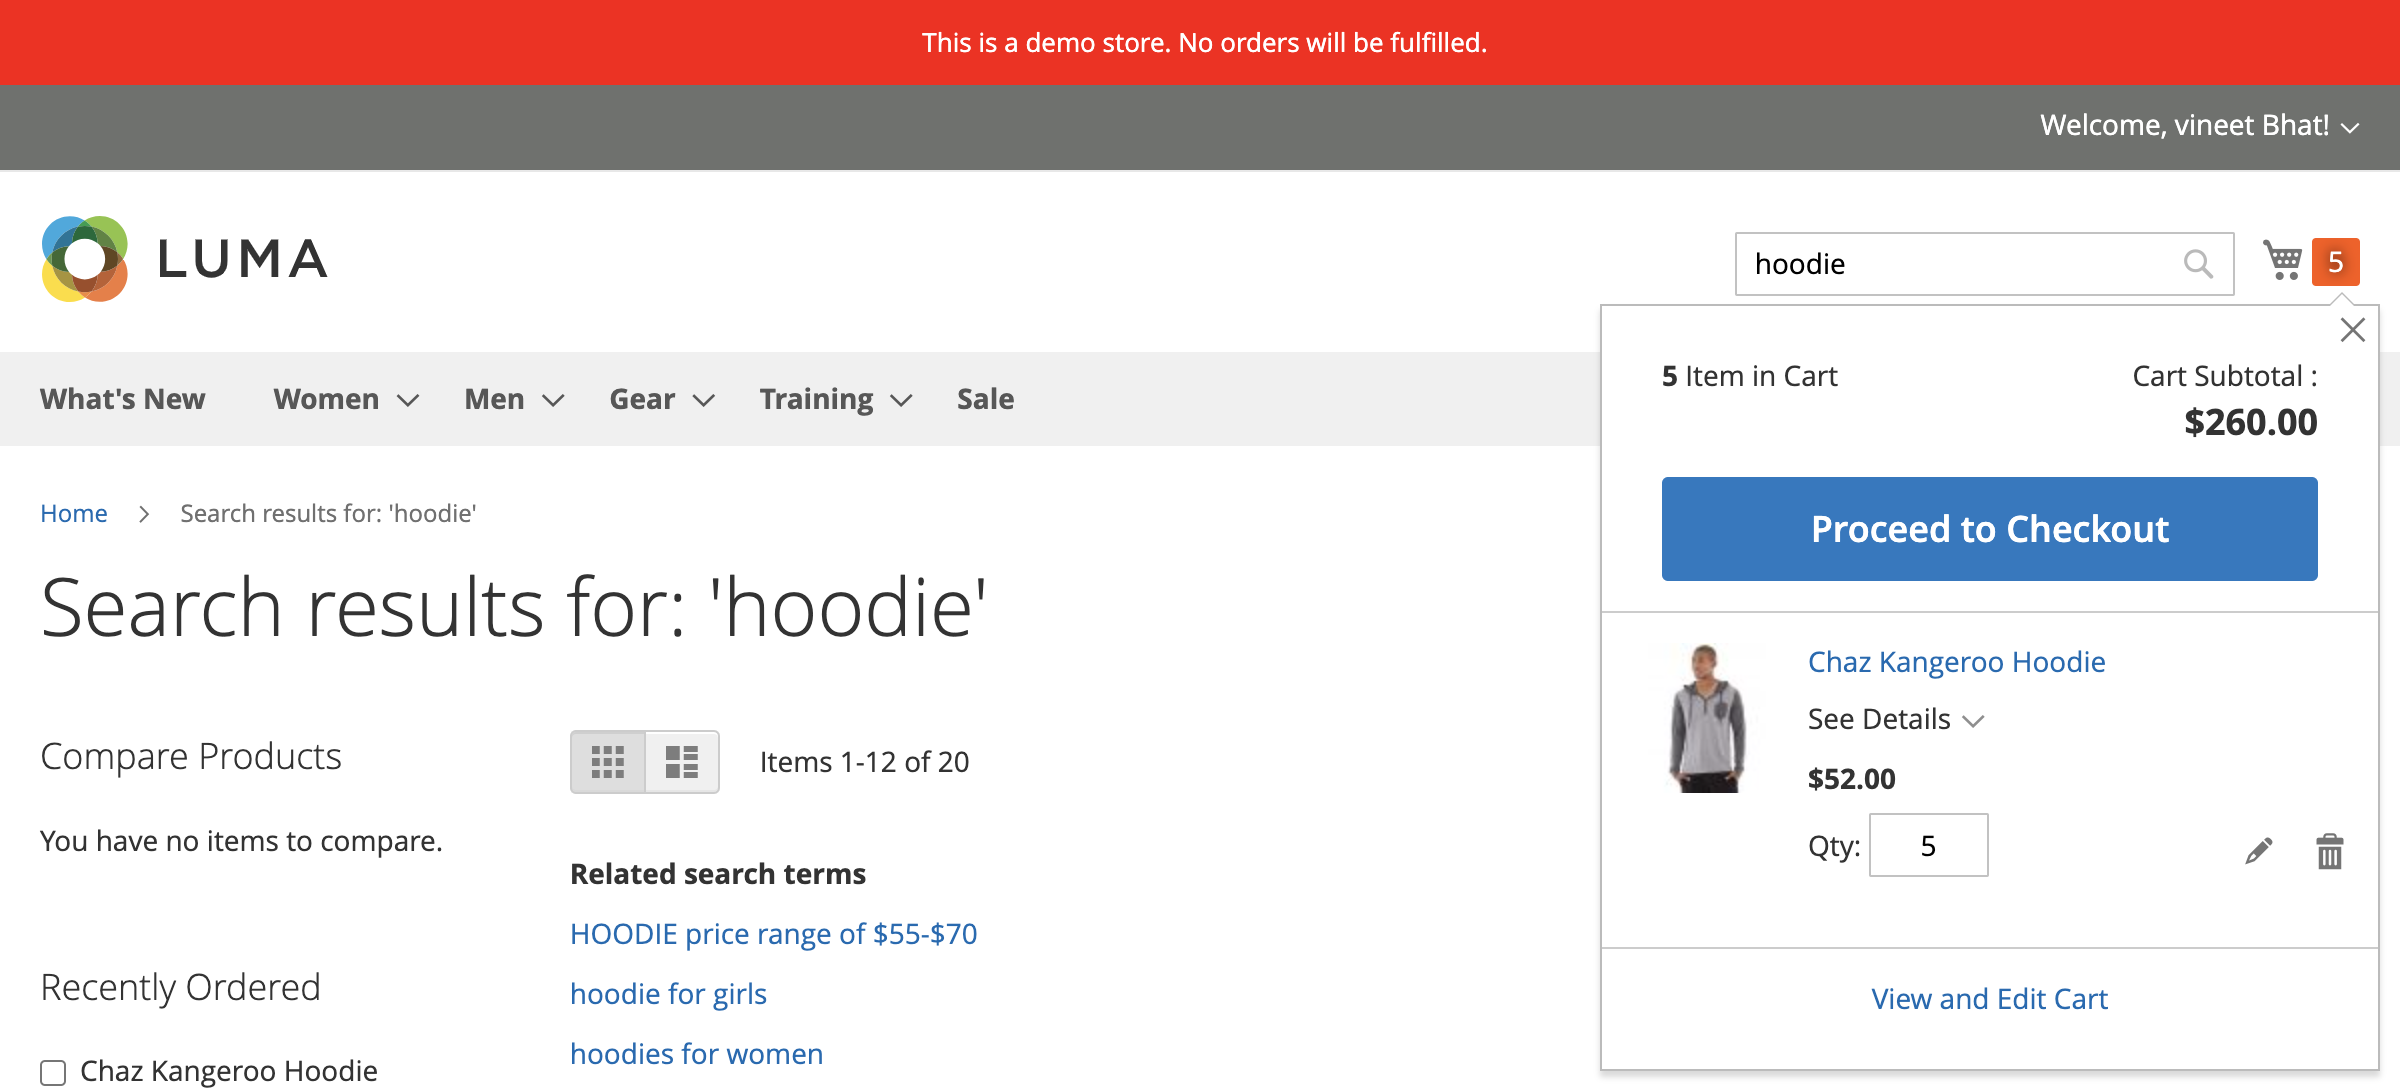 This is a demo store. No orders will be fulfilled.
Welcome, vineet Bhat!
LUMA
hoodie
5
What's New Women Men Gear Training Sale
5 Item in Cart
Cart Subtotal :
$260.00
Proceed to Checkout
Chaz Kangeroo Hoodie
See Details
$52.00
Qty: 5
View and Edit Cart
Home Search results for: 'hoodie'
Search results for: 'hoodie'
Compare Products
You have no items to compare.
Recently Ordered
Chaz Kangeroo Hoodie
Items 1-12 of 20
Related search terms
HOODIE price range of $55-$70
hoodie for girls
hoodies for women